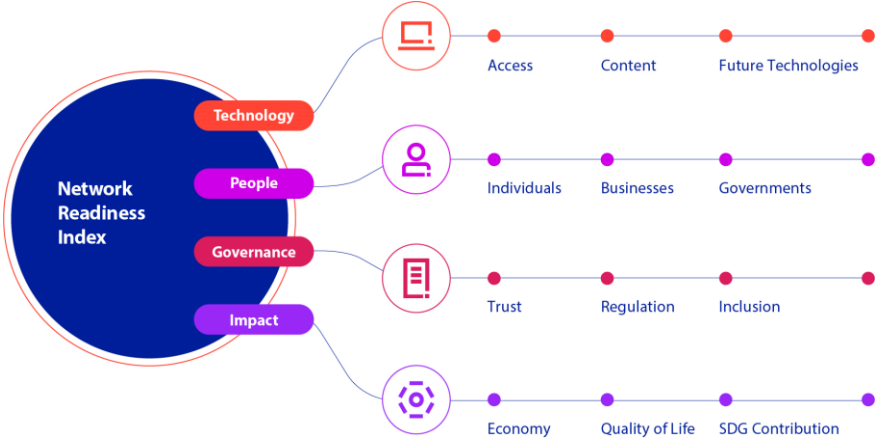 Network
Readiness
Index
Technology
People
Governance
Impact
Access
Content
Future Technologies
Individuals
Businesses
Governments
Trust
Regulation
Inclusion
Economy
Quality of Life
SDG Contribution